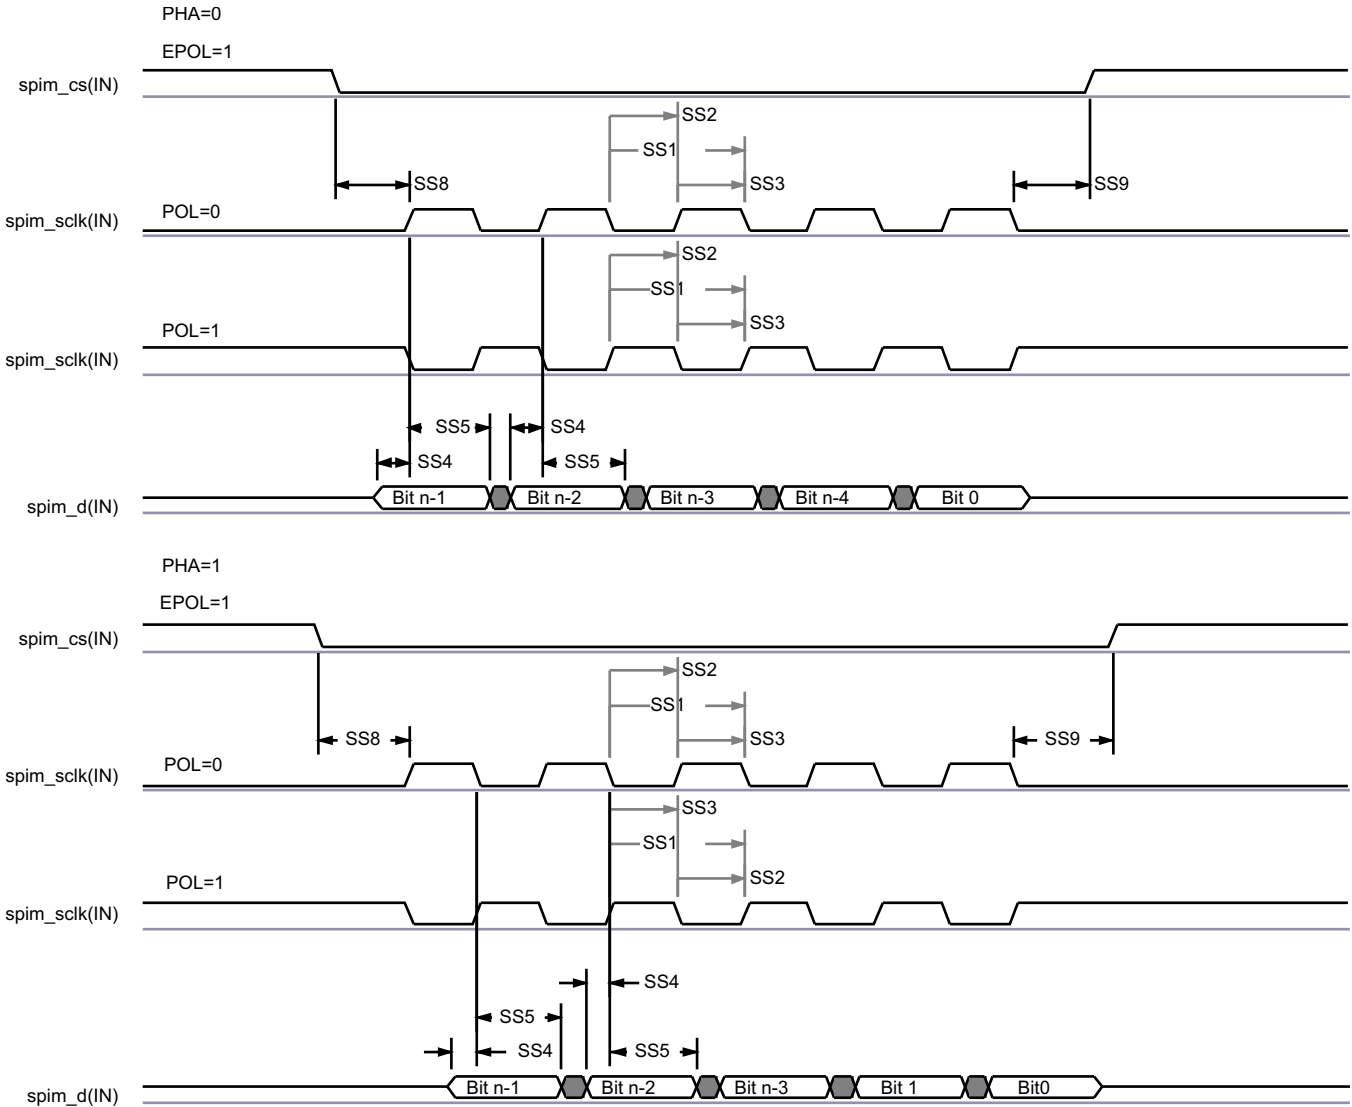 PHA=0
EPOL=1
spim_cs(IN)
SS2
SS1
SS8
SS3
SS9
POL=0
spim_sclk(IN)
SS2
SS1
SS3
POL=1
spim_sclk(IN)
SS5
SS4
SS4
SS5
Bit n-1
Bit n-2
Bit n-3
Bit n-4
Bit 0
spim_d(IN)
PHA=1
EPOL=1
spim_cs(IN)
SS2
SS1
SS8
SS3
SS9
POL=0
spim_sclk(IN)
SS3
SS1
SS2
POL=1
spim_sclk(IN)
SS4
SS5
SS4
SS5
Bit n-1
Bit n-2
Bit n-3
Bit 1
Bit0
spim_d(IN)